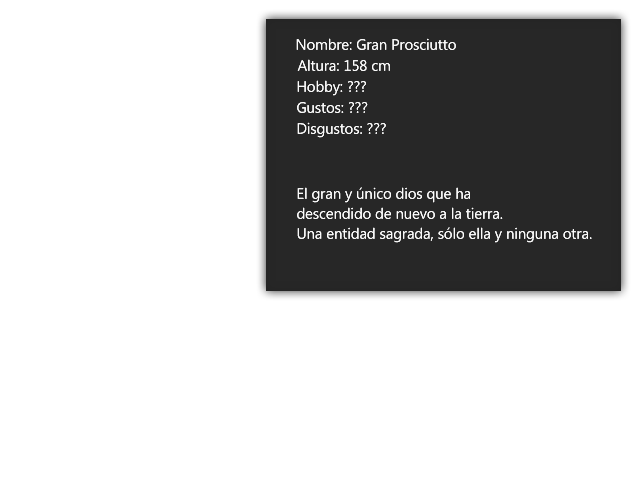 Nombre: Gran Prosciutto
Altura: 158 cm
Hobby: ???
Gustos: ???
Disgustos: ???
El gran y único dios que ha
descendido de nuevo a la tierra.
Una entidad sagrada, sólo ella y ninguna otra.